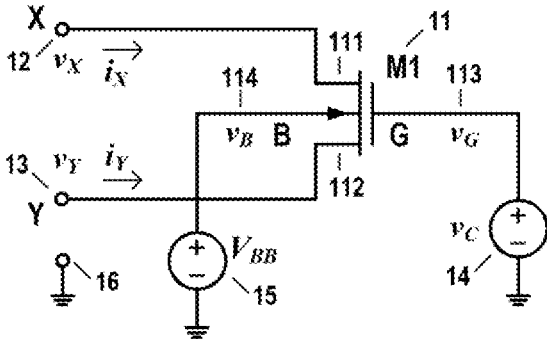 X
11
12
v_X
i_X
111
M1
114
113
v_B
B
G
v_G
13
v_Y
i_Y
112
Y
+
V_BB
−
+
v_C
−
16
15
14